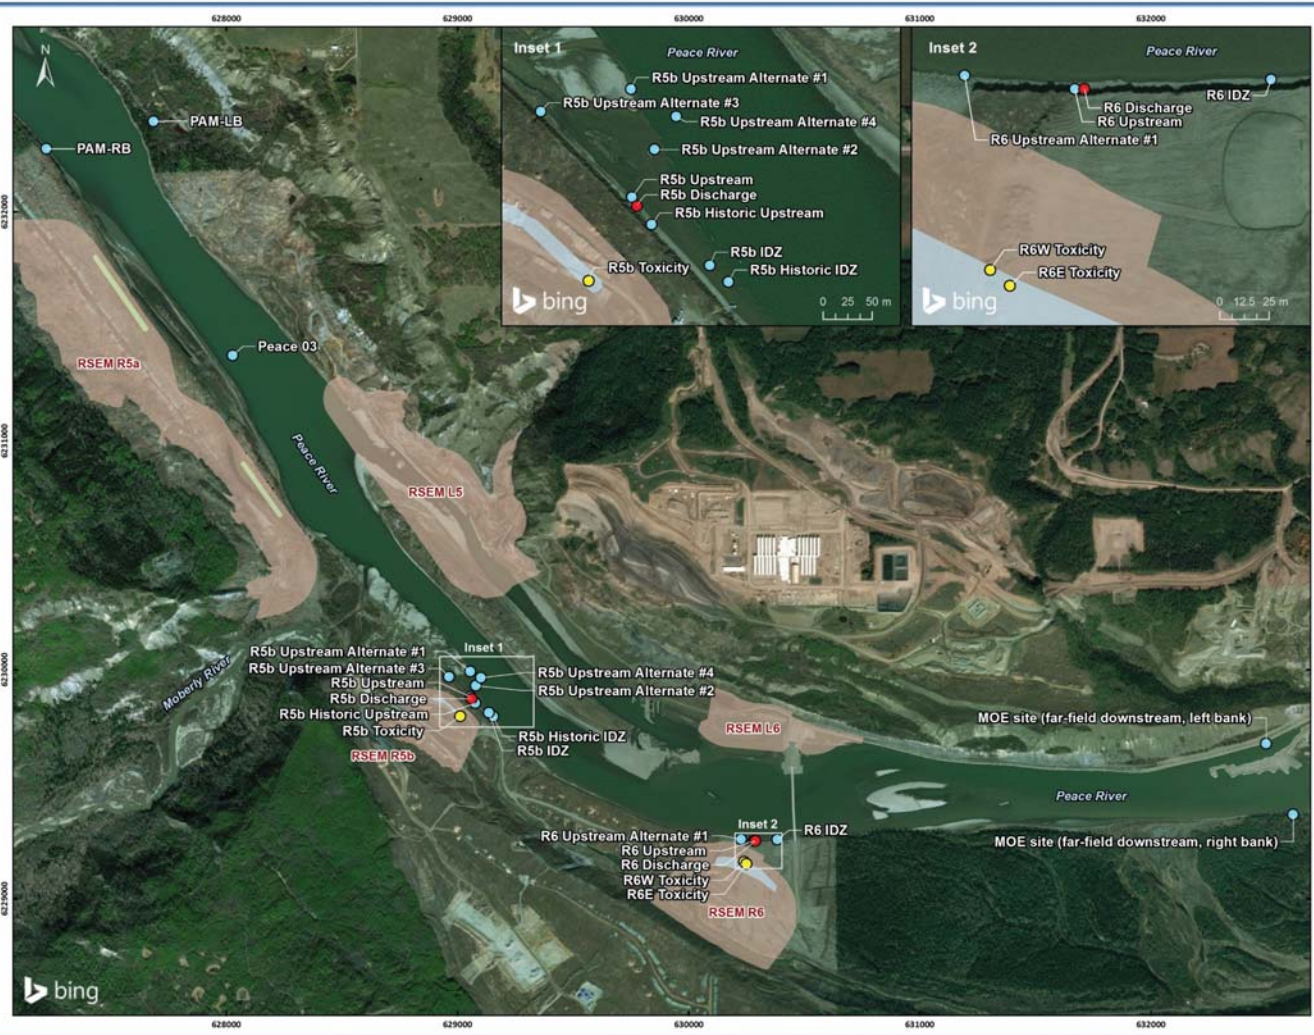 628000
629000
630000
631000
632000
N
PAM-LB
PAM-RB
6232000
RSEM R5a
Peace 03
6231000
Peace River
RSEM L5
Inset 1
Peace River
R5b Upstream Alternate #1
R5b Upstream Alternate #3
R5b Upstream Alternate #4
R5b Upstream Alternate #2
R5b Upstream
R5b Discharge
R5b Historic Upstream
R5b IDZ
R5b Historic IDZ
R5b Toxicity
bing
0 25 50 m
Inset 2
Peace River
R6 IDZ
R6 Discharge
R6 Upstream
R6 Upstream Alternate #1
R6W Toxicity
R6E Toxicity
bing
0 12.5 25 m
6230000
Moberly River
R5b Upstream Alternate #1
R5b Upstream Alternate #3
R5b Upstream
R5b Discharge
R5b Historic Upstream
R5b Toxicity
Inset 1
R5b Upstream Alternate #4
R5b Upstream Alternate #2
R5b Historic IDZ
R5b IDZ
RSEM R5b
RSEM L6
MOE site (far-field downstream, left bank)
Peace River
MOE site (far-field downstream, right bank)
Inset 2
R6 Upstream Alternate #1
R6 IDZ
R6 Upstream
R6 Discharge
R6W Toxicity
R6E Toxicity
RSEM R6
6229000
bing
628000
629000
630000
631000
632000